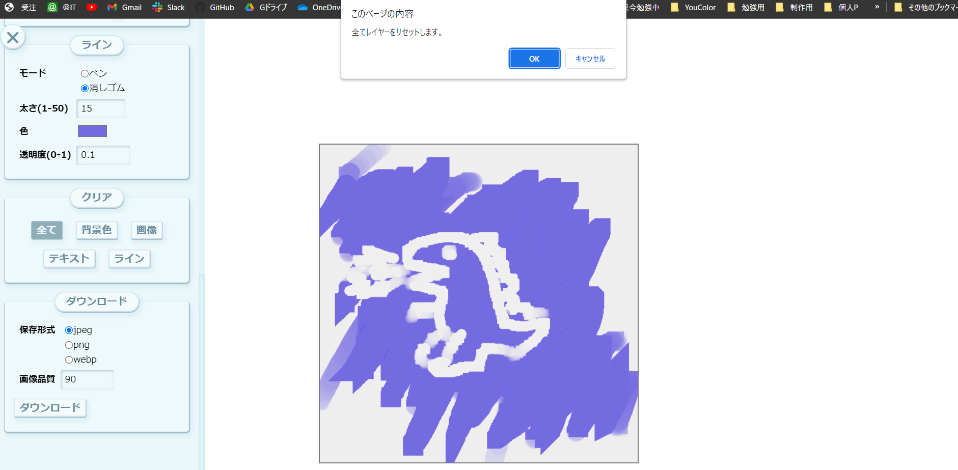 受注 @IT Gmail Slack GitHub Gドライブ OneDriv
今勉強中 YouColor 勉強用 制作用 個人P » その他のブックマー
このページの内容
全てレイヤーをリセットします。
OK キャンセル
ライン
モード ペン
消しゴム
太さ(1-50) 15
色
透明度(0-1) 0.1
クリア
全て 背景色 画像
テキスト ライン
ダウンロード
保存形式 jpeg
png
webp
画像品質 90
ダウンロード